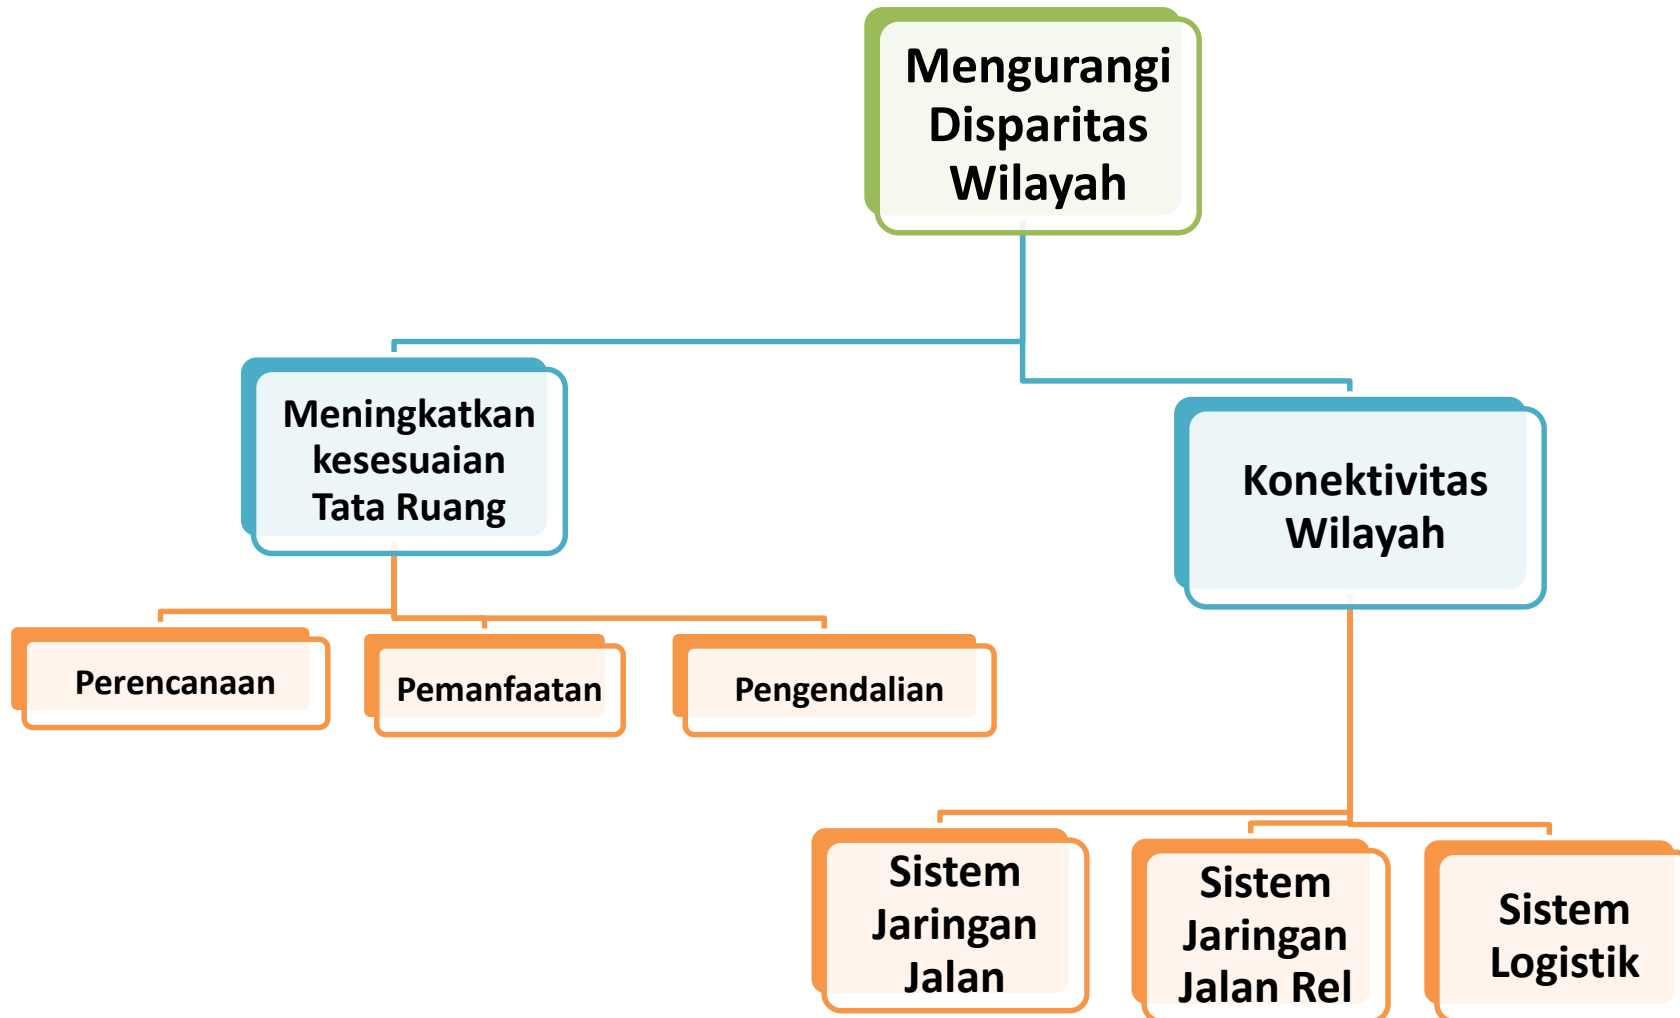 Mengurangi
Disparitas
Wilayah
Meningkatkan
kesesuaian
Tata Ruang
Konektivitas
Wilayah
Perencanaan
Pemanfaatan
Pengendalian
Sistem
Jaringan
Jalan
Sistem
Jaringan
Jalan Rel
Sistem
Logistik